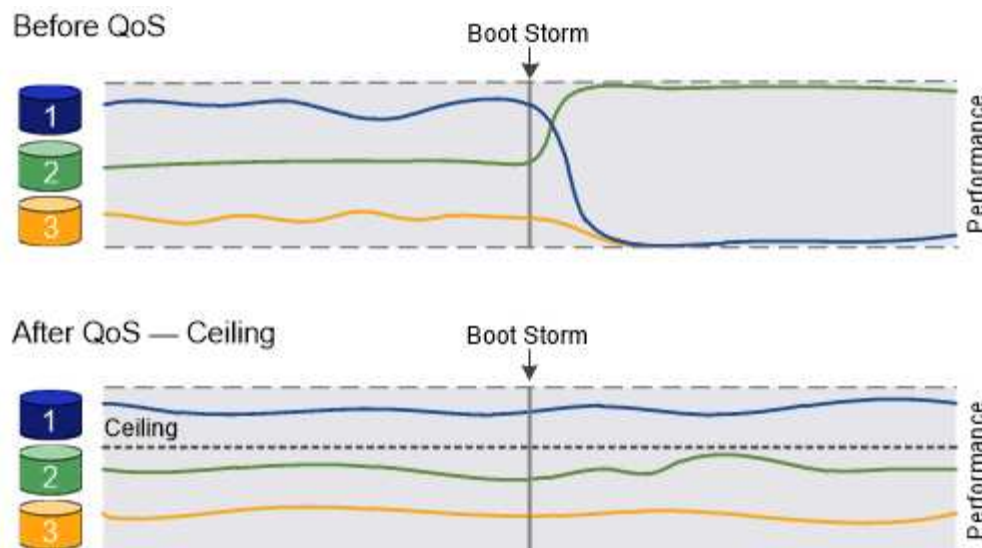 Before QoS
Boot Storm
1
2
3
Performance
After QoS — Ceiling
Boot Storm
1
Ceiling
2
3
Performance